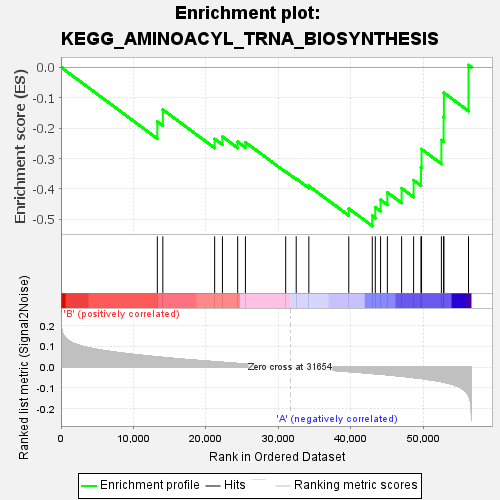 Enrichment plot:
KEGG_AMINOACYL_TRNA_BIOSYNTHESIS
Enrichment score (ES)
0.0
-0.1
-0.2
-0.3
-0.4
-0.5
Ranked list metric (Signal2Noise)
'B' (positively correlated)
0.2
0.1
0.0
-0.1
-0.2
Zero cross at 31654
'A' (negatively correlated)
0
10,000
20,000
30,000
40,000
50,000
Rank in Ordered Dataset
Enrichment profile
Hits
Ranking metric scores